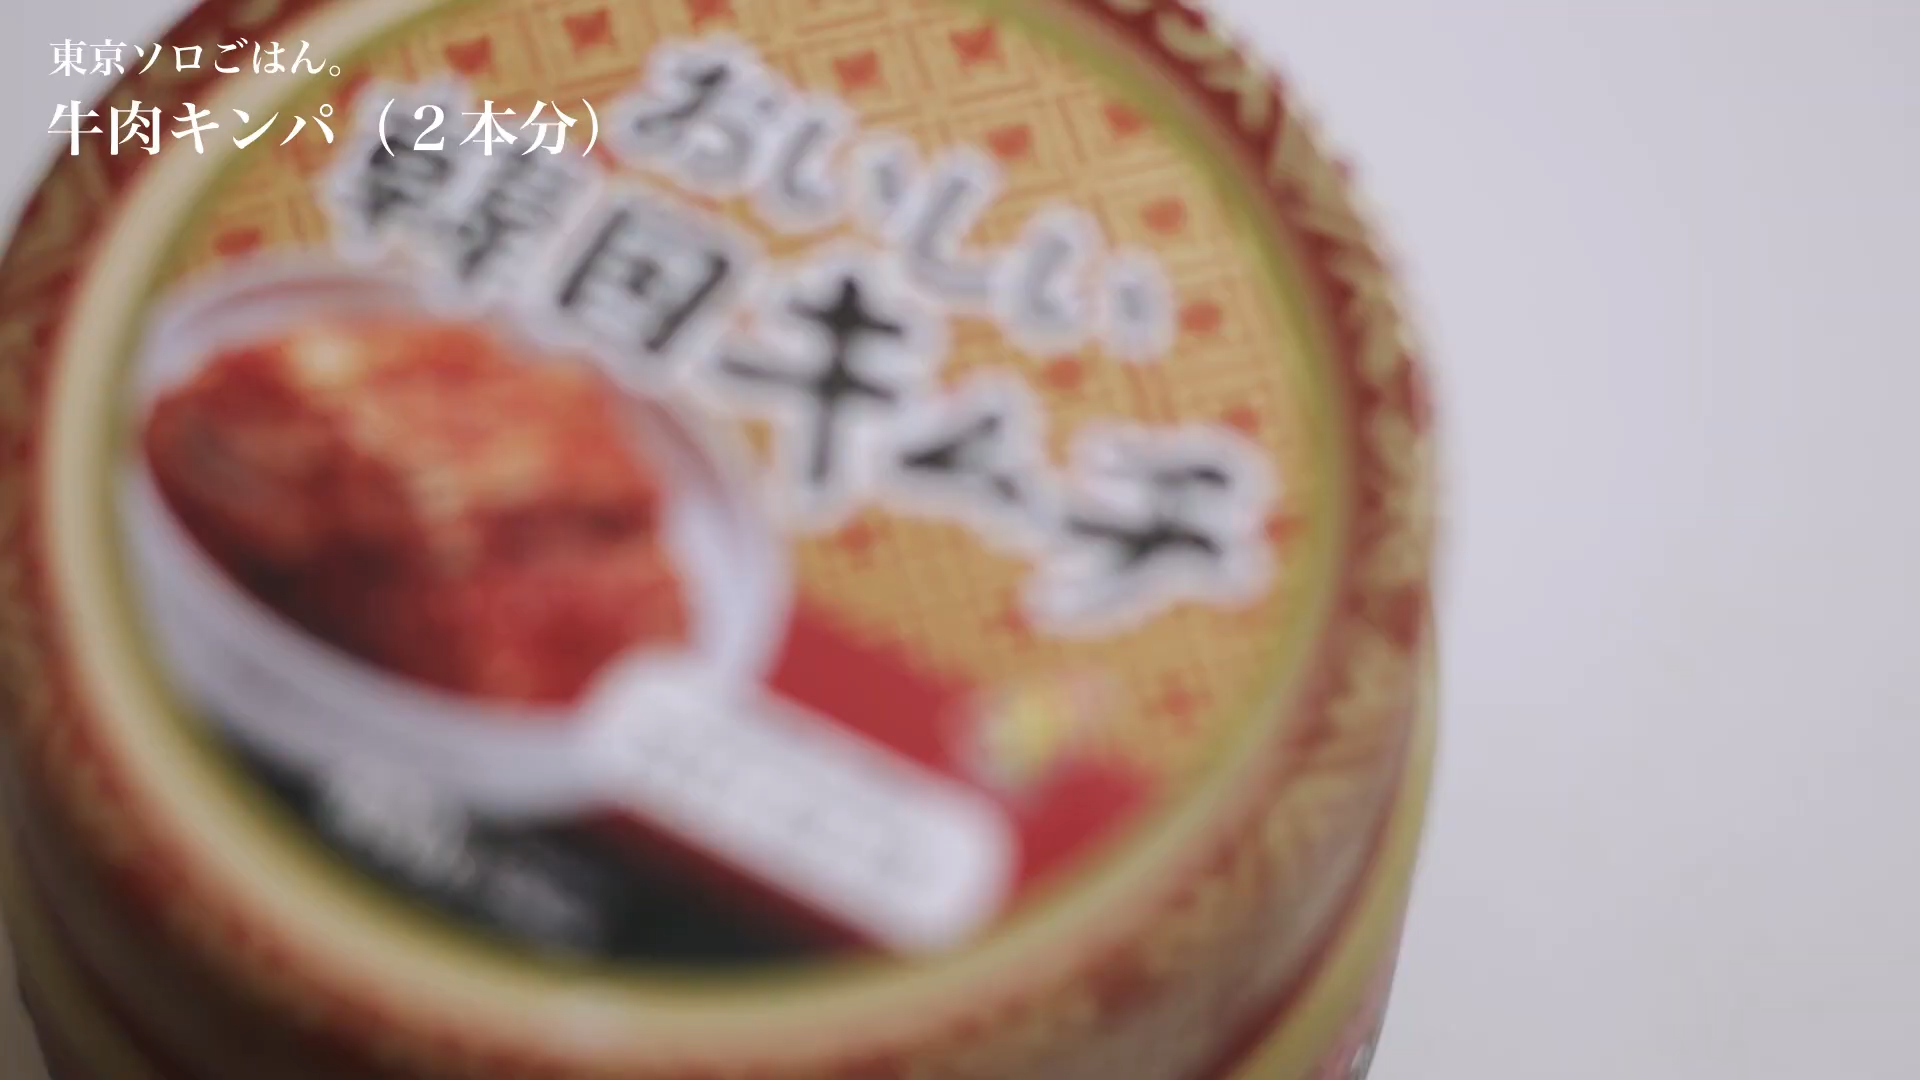 東京ソロごはん。
牛肉キンパ（２本分）
おいしい
韓国キムチ